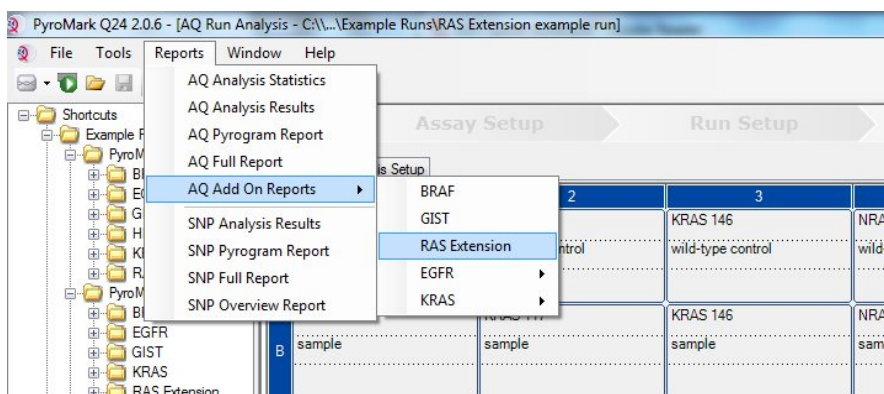 PyroMark Q24 2.0.6 - [AQ Run Analysis - C:\\...\Example Runs\RAS Extension example run]
File Tools Reports Window Help
AQ Analysis Statistics
AQ Analysis Results
AQ Pyrogram Report
AQ Full Report
AQ Add On Reports
SNP Analysis Results
SNP Pyrogram Report
SNP Full Report
SNP Overview Report
BRAF
GIST
RAS Extension
EGFR
KRAS
Shortcuts
Example
EGFR
GIST
KRAS
RAS Extension
Assay Setup Run Setup
Setup
2 3
KRAS 146
wild-type control
KRAS 146
B sample sample sample